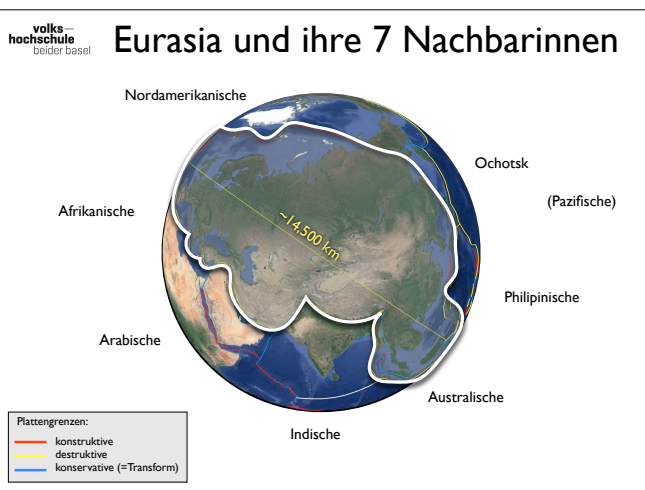 volks—
hochschule
beider basel
Eurasia und ihre 7 Nachbarinnen
Nordamerikanische
Ochotsk
(Pazifische)
Afrikanische
~14,500 km
Philipinische
Arabische
Australische
Indische
Plattengrenzen:
konstruktive
destruktive
konservative (=Transform)